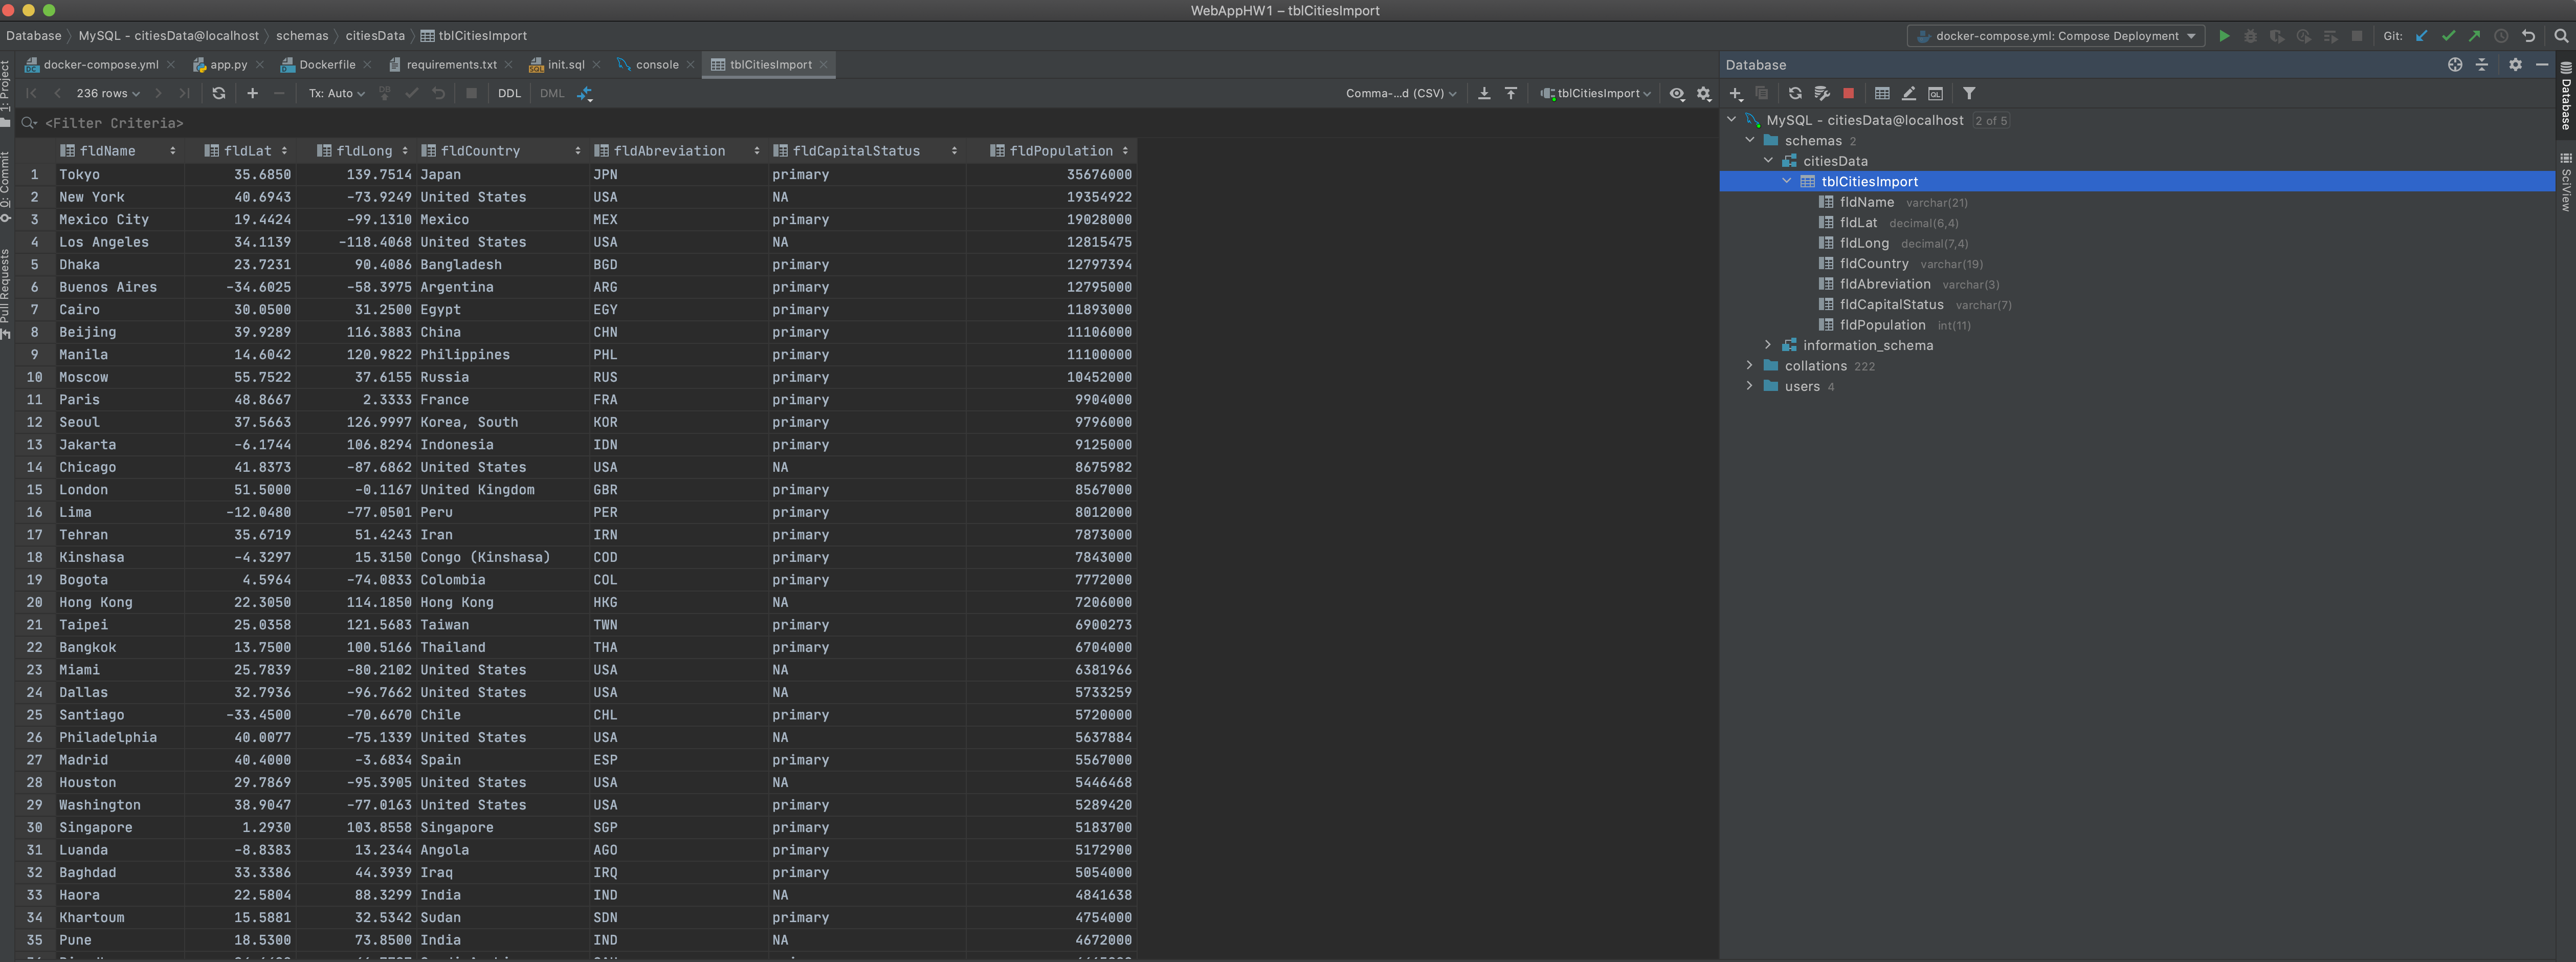 WebAppHW1 – tblCitiesImport
Database MySQL - citiesData@localhost schemas citiesData tblCitiesImport docker-compose.yml: Compose Deployment Git:
docker-compose.yml app.py Dockerfile requirements.txt init.sql console tblCitiesImport
236 rows Tx: Auto DB DDL DML Comma-...d (CSV) tblCitiesImport
<Filter Criteria>
fldName fldLat fldLong fldCountry fldAbreviation fldCapitalStatus fldPopulation
1 Tokyo 35.6850 139.7514 Japan JPN primary 35676000
2 New York 40.6943 -73.9249 United States USA NA 19354922
3 Mexico City 19.4424 -99.1310 Mexico MEX primary 19028000
4 Los Angeles 34.1139 -118.4068 United States USA NA 12815475
5 Dhaka 23.7231 90.4086 Bangladesh BGD primary 12797394
6 Buenos Aires -34.6025 -58.3975 Argentina ARG primary 12795000
7 Cairo 30.0500 31.2500 Egypt EGY primary 11893000
8 Beijing 39.9289 116.3883 China CHN primary 11106000
9 Manila 14.6042 120.9822 Philippines PHL primary 11100000
10 Moscow 55.7522 37.6155 Russia RUS primary 10452000
11 Paris 48.8667 2.3333 France FRA primary 9904000
12 Seoul 37.5663 126.9997 Korea, South KOR primary 9796000
13 Jakarta -6.1744 106.8294 Indonesia IDN primary 9125000
14 Chicago 41.8373 -87.6862 United States USA NA 8675982
15 London 51.5000 -0.1167 United Kingdom GBR primary 8567000
16 Lima -12.0480 -77.0501 Peru PER primary 8012000
17 Tehran 35.6719 51.4243 Iran IRN primary 7873000
18 Kinshasa -4.3297 15.3150 Congo (Kinshasa) COD primary 7843000
19 Bogota 4.5964 -74.0833 Colombia COL primary 7772000
20 Hong Kong 22.3050 114.1850 Hong Kong HKG NA 7206000
21 Taipei 25.0358 121.5683 Taiwan TWN primary 6900273
22 Bangkok 13.7500 100.5166 Thailand THA primary 6704000
23 Miami 25.7839 -80.2102 United States USA NA 6381966
24 Dallas 32.7936 -96.7662 United States USA NA 5733259
25 Santiago -33.4500 -70.6670 Chile CHL primary 5720000
26 Philadelphia 40.0077 -75.1339 United States USA NA 5637884
27 Madrid 40.4000 -3.6834 Spain ESP primary 5567000
28 Houston 29.7869 -95.3905 United States USA NA 5446468
29 Washington 38.9047 -77.0163 United States USA primary 5289420
30 Singapore 1.2930 103.8558 Singapore SGP primary 5183700
31 Luanda -8.8383 13.2344 Angola AGO primary 5172900
32 Baghdad 33.3386 44.3939 Iraq IRQ primary 5054000
33 Haora 22.5804 88.3299 India IND NA 4841638
34 Khartoum 15.5881 32.5342 Sudan SDN primary 4754000
35 Pune 18.5300 73.8500 India IND NA 4672000
Database
MySQL - citiesData@localhost 2 of 5
schemas 2
citiesData
tblCitiesImport
fldName varchar(21)
fldLat decimal(6,4)
fldLong decimal(7,4)
fldCountry varchar(19)
fldAbreviation varchar(3)
fldCapitalStatus varchar(7)
fldPopulation int(11)
information_schema
collations 222
users 4
1: Project
0: Commit
Pull Requests
Database
SciView